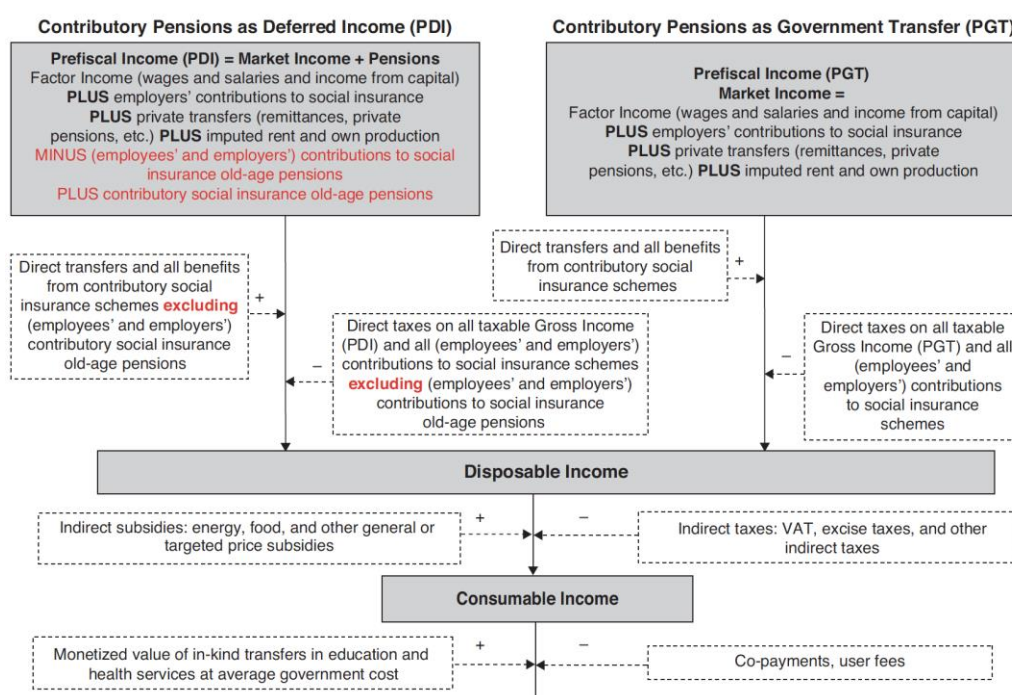 Contributory Pensions as Deferred Income (PDI)
Prefiscal Income (PDI) = Market Income + Pensions
Factor Income (wages and salaries and income from capital)
PLUS employers’ contributions to social insurance
PLUS private transfers (remittances, private
pensions, etc.) PLUS imputed rent and own production
MINUS (employees’ and employers’) contributions to social
insurance old-age pensions
PLUS contributory social insurance old-age pensions
Contributory Pensions as Government Transfer (PGT)
Prefiscal Income (PGT)
Market Income =
Factor Income (wages and salaries and income from capital)
PLUS employers’ contributions to social insurance
PLUS private transfers (remittances, private
pensions, etc.) PLUS imputed rent and own production
Direct transfers and all benefits
from contributory social
insurance schemes excluding
(employees’ and employers’)
contributory social insurance
old-age pensions
+
Direct taxes on all taxable Gross Income
(PDI) and all (employees’ and employers’)
contributions to social insurance schemes
excluding (employees’ and employers’)
contributions to social insurance
old-age pensions
–
Direct transfers and all benefits
from contributory social
insurance schemes
+
Direct taxes on all taxable
Gross Income (PGT) and all
(employees’ and
employers’) contributions
to social insurance
schemes
–
Disposable Income
Indirect subsidies: energy, food, and other general or
targeted price subsidies
+
–
Indirect taxes: VAT, excise taxes, and other
indirect taxes
Consumable Income
Monetized value of in-kind transfers in education and
health services at average government cost
+
–
Co-payments, user fees